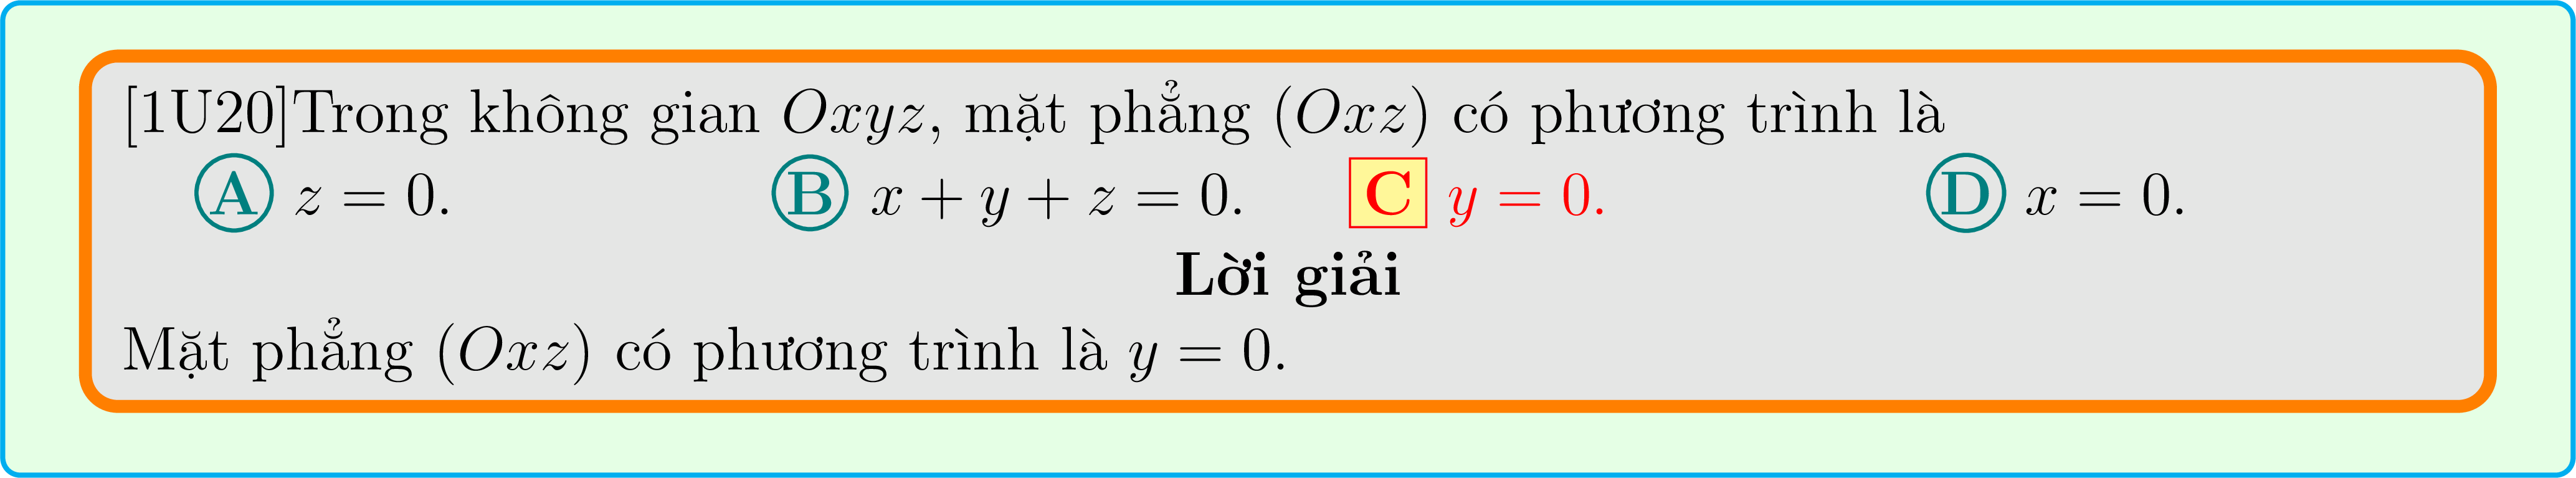 [1U20]Trong không gian Oxyz, mặt phẳng (Oxz) có phương trình là
A z = 0. B x + y + z = 0. C y = 0. D x = 0.
Lời giải
Mặt phẳng (Oxz) có phương trình là y = 0.